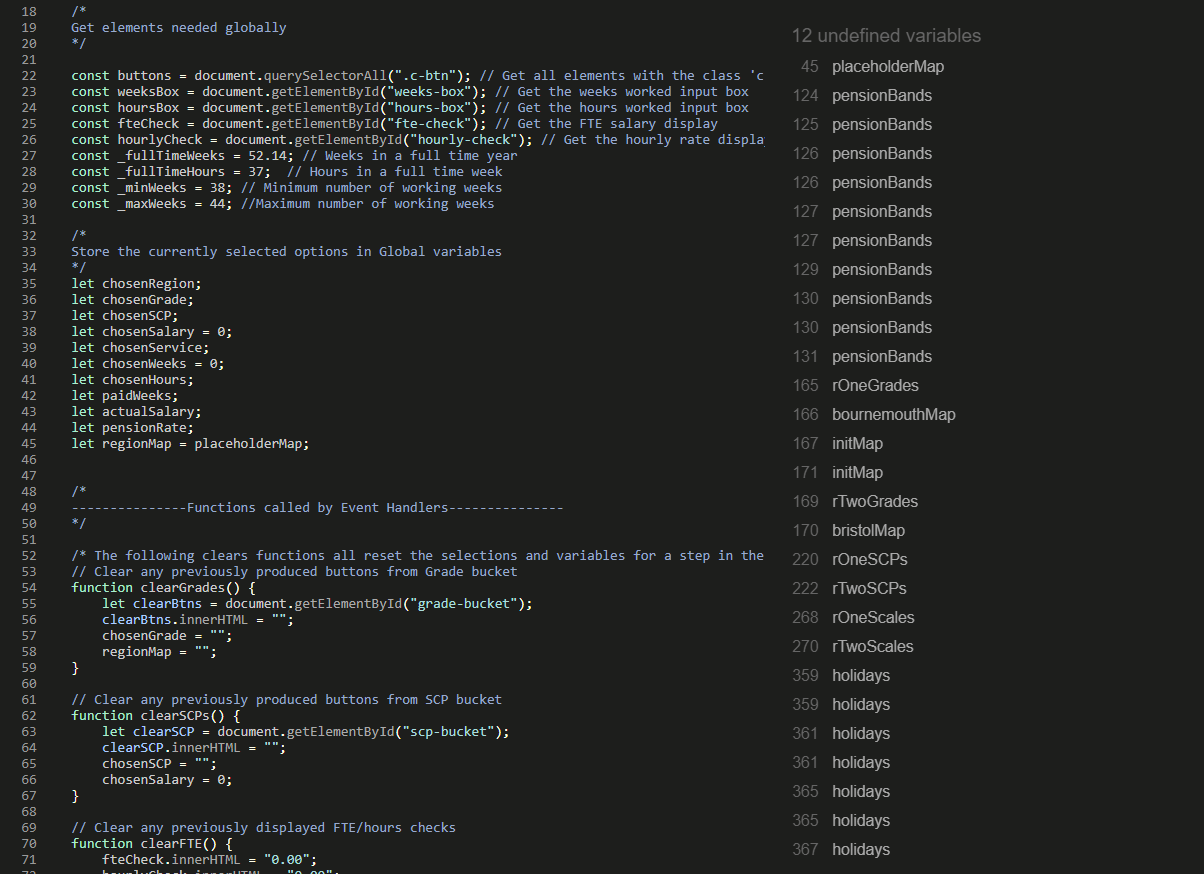 18 /*
19 Get elements needed globally
20 */
21
22 const buttons = document.querySelectorAll(".c-btn"); // Get all elements with the class 'c
23 const weeksBox = document.getElementById("weeks-box"); // Get the weeks worked input box
24 const hoursBox = document.getElementById("hours-box"); // Get the hours worked input box
25 const fteCheck = document.getElementById("fte-check"); // Get the FTE salary display
26 const hourlyCheck = document.getElementById("hourly-check"); // Get the hourly rate displa
27 const _fullTimeWeeks = 52.14; // Weeks in a full time year
28 const _fullTimeHours = 37;  // Hours in a full time week
29 const _minWeeks = 38; // Minimum number of working weeks
30 const _maxWeeks = 44; //Maximum number of working weeks
31
32 /*
33 Store the currently selected options in Global variables
34 */
35 let chosenRegion;
36 let chosenGrade;
37 let chosenSCP;
38 let chosenSalary = 0;
39 let chosenService;
40 let chosenWeeks = 0;
41 let chosenHours;
42 let paidWeeks;
43 let actualSalary;
44 let pensionRate;
45 let regionMap = placeholderMap;
46
47
48 /*
49 ---------------Functions called by Event Handlers---------------
50 */
51
52 /* The following clears functions all reset the selections and variables for a step in the
53 // Clear any previously produced buttons from Grade bucket
54 function clearGrades() {
55     let clearBtns = document.getElementById("grade-bucket");
56     clearBtns.innerHTML = "";
57     chosenGrade = "";
58     regionMap = "";
59 }
60
61 // Clear any previously produced buttons from SCP bucket
62 function clearSCPs() {
63     let clearSCP = document.getElementById("scp-bucket");
64     clearSCP.innerHTML = "";
65     chosenSCP = "";
66     chosenSalary = 0;
67 }
68
69 // Clear any previously displayed FTE/hours checks
70 function clearFTE() {
71     fteCheck.innerHTML = "0.00";
72     hourlyCheck.innerHTML = "0.00";
12 undefined variables
45 placeholderMap
124 pensionBands
125 pensionBands
126 pensionBands
126 pensionBands
127 pensionBands
127 pensionBands
129 pensionBands
130 pensionBands
130 pensionBands
131 pensionBands
165 rOneGrades
166 bournemouthMap
167 initMap
171 initMap
169 rTwoGrades
170 bristolMap
220 rOneSCPs
222 rTwoSCPs
268 rOneScales
270 rTwoScales
359 holidays
359 holidays
361 holidays
361 holidays
365 holidays
365 holidays
367 holidays